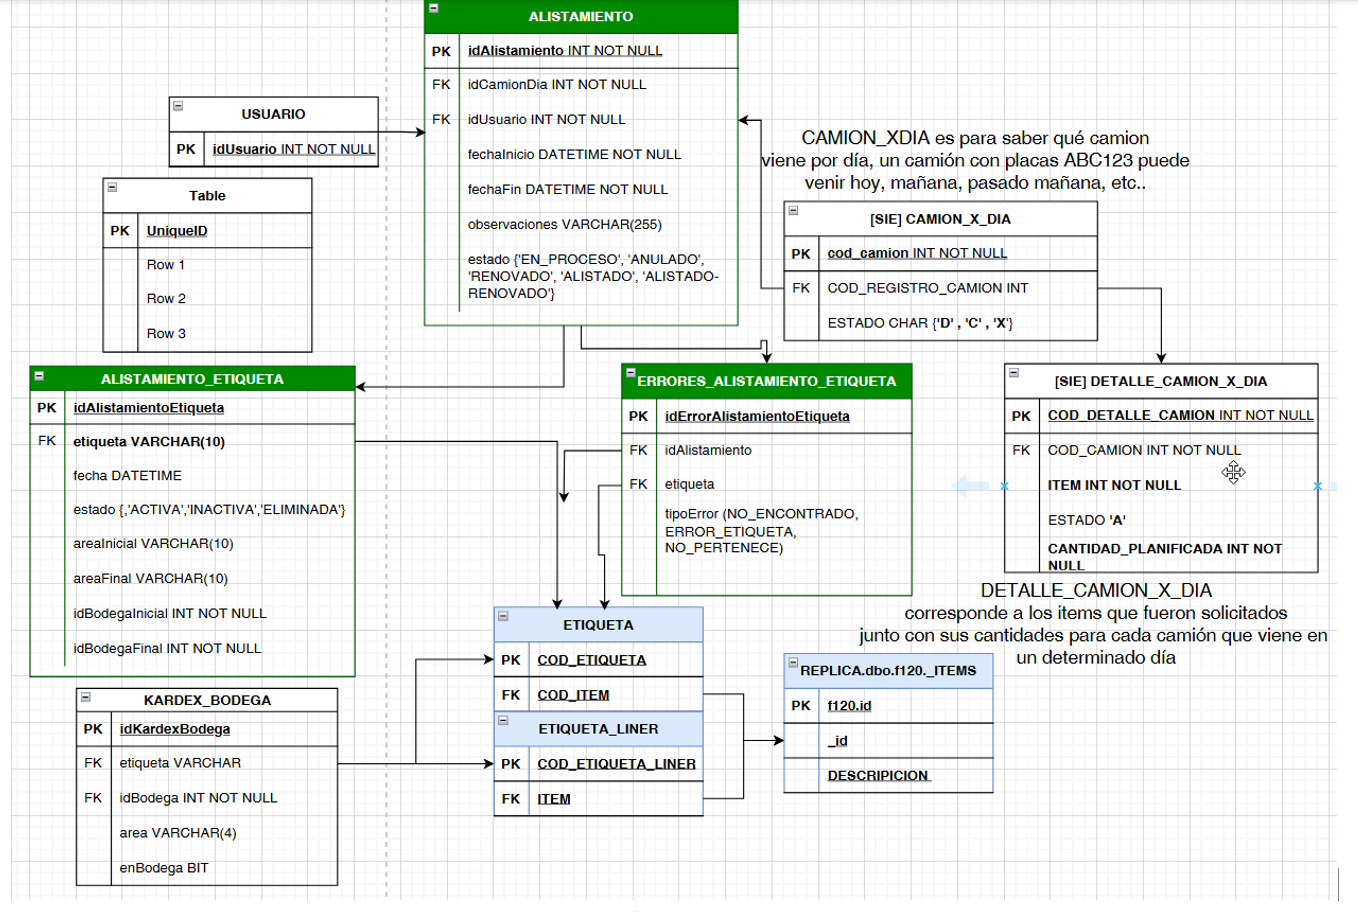 ALISTAMIENTO
PK idAlistamiento INT NOT NULL
FK idCamionDia INT NOT NULL
FK idUsuario INT NOT NULL
fechaInicio DATETIME NOT NULL
fechaFin DATETIME NOT NULL
observaciones VARCHAR(255)
estado {'EN_PROCESO', 'ANULADO',
'RENOVADO', 'ALISTADO', 'ALISTADO-
RENOVADO'}
USUARIO
PK idUsuario INT NOT NULL
Table
PK UniqueID
Row 1
Row 2
Row 3
CAMION_XDIA es para saber qué camion
viene por día, un camión con placas ABC123 puede
venir hoy, mañana, pasado mañana, etc..
[SIE] CAMION_X_DIA
PK cod_camion INT NOT NULL
FK COD_REGISTRO_CAMION INT
ESTADO CHAR {'D' , 'C' , 'X'}
ALISTAMIENTO_ETIQUETA
PK idAlistamientoEtiqueta
FK etiqueta VARCHAR(10)
fecha DATETIME
estado {,'ACTIVA','INACTIVA','ELIMINADA'}
areaInicial VARCHAR(10)
areaFinal VARCHAR(10)
idBodegaInicial INT NOT NULL
idBodegaFinal INT NOT NULL
ERRORES_ALISTAMIENTO_ETIQUETA
PK idErrorAlistamientoEtiqueta
FK idAlistamiento
FK etiqueta
tipoError (NO_ENCONTRADO,
ERROR_ETIQUETA,
NO_PERTENECE)
[SIE] DETALLE_CAMION_X_DIA
PK COD_DETALLE_CAMION INT NOT NULL
FK COD_CAMION INT NOT NULL
ITEM INT NOT NULL
ESTADO 'A'
CANTIDAD_PLANIFICADA INT NOT
NULL
DETALLE_CAMION_X_DIA
corresponde a los items que fueron solicitados
junto con sus cantidades para cada camión que viene en
un determinado día
ETIQUETA
PK COD_ETIQUETA
FK COD_ITEM
ETIQUETA_LINER
PK COD_ETIQUETA_LINER
FK ITEM
REPLICA.dbo.f120._ITEMS
PK f120.id
_id
DESCRIPICION
KARDEX_BODEGA
PK idKardexBodega
FK etiqueta VARCHAR
FK idBodega INT NOT NULL
area VARCHAR(4)
enBodega BIT